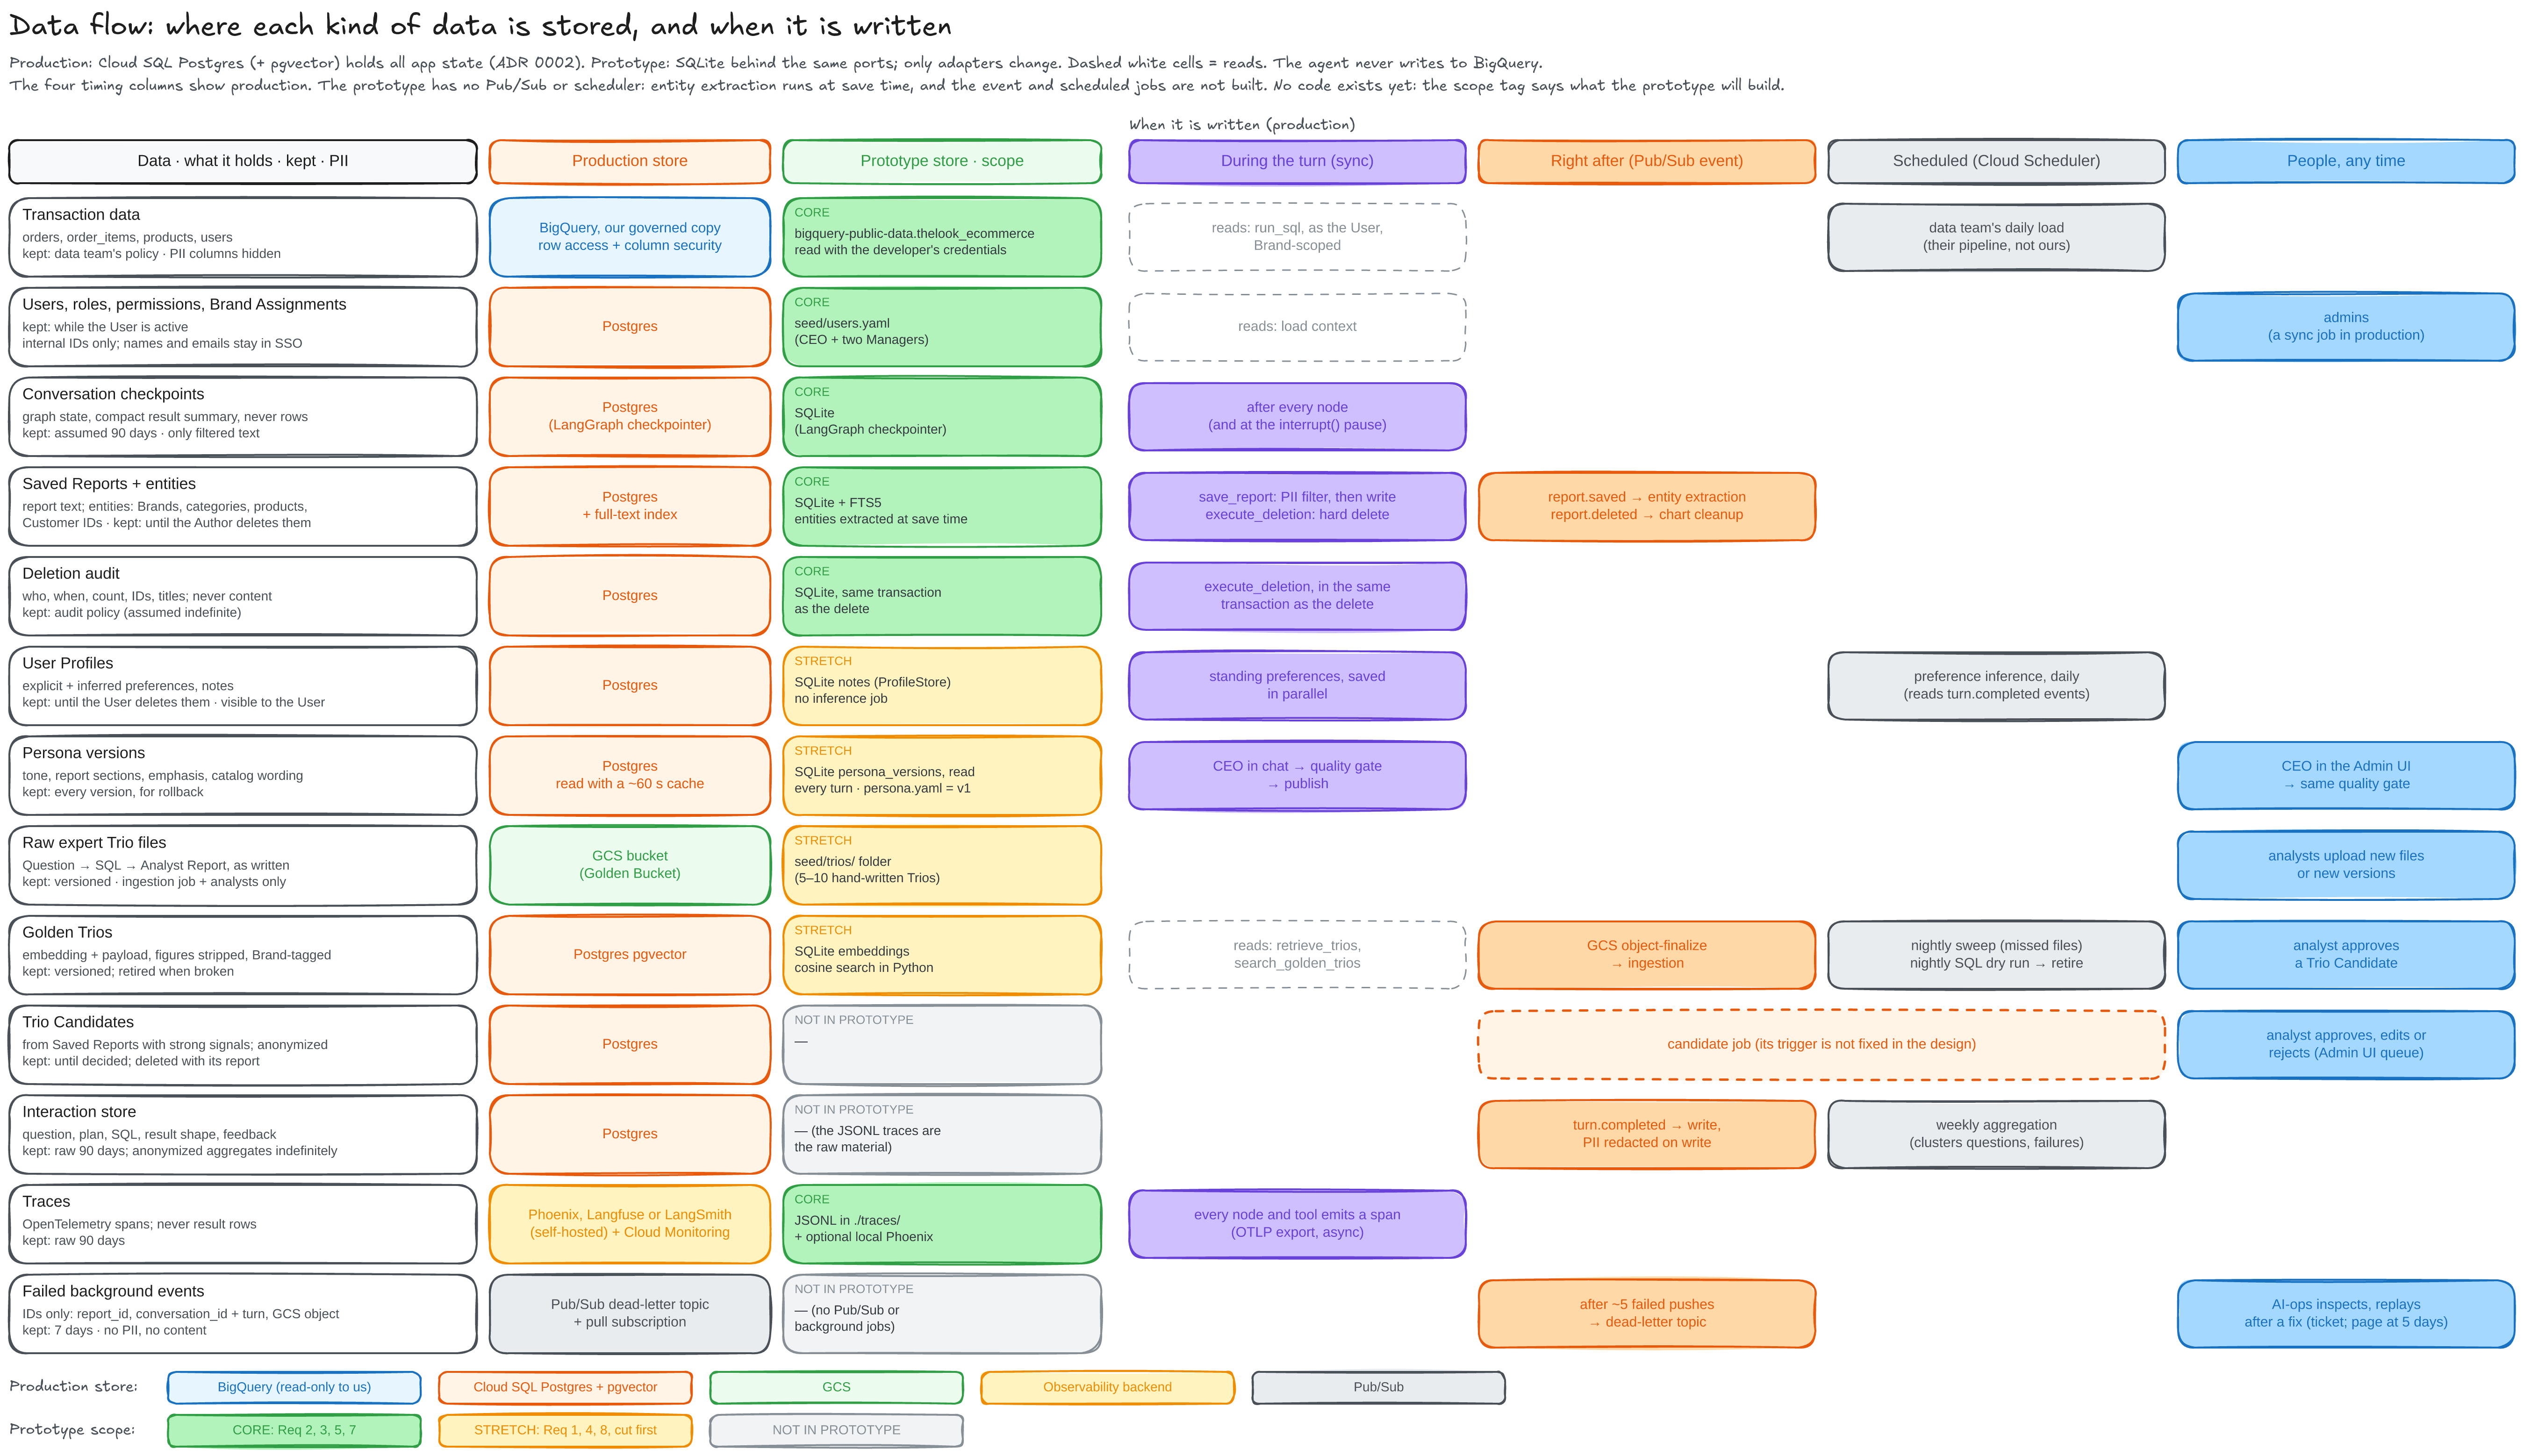 Data flow: where each kind of data is stored, and when it is written
Production: Cloud SQL Postgres (+ pgvector) holds all app state (ADR 0002). Prototype: SQLite behind the same ports; only adapters change. Dashed white cells = reads. The agent never writes to BigQuery.
The four timing columns show production. The prototype has no Pub/Sub or scheduler: entity extraction runs at save time, and the event and scheduled jobs are not built. No code exists yet: the scope tag says what the prototype will build.
When it is written (production)
Data · what it holds · kept · PII
Production store
Prototype store · scope
During the turn (sync)
Right after (Pub/Sub event)
Scheduled (Cloud Scheduler)
People, any time
Transaction data
orders, order_items, products, users
kept: data team's policy · PII columns hidden
BigQuery, our governed copy
row access + column security
CORE
bigquery-public-data.thelook_ecommerce
read with the developer's credentials
reads: run_sql, as the User,
Brand-scoped
data team's daily load
(their pipeline, not ours)
Users, roles, permissions, Brand Assignments
kept: while the User is active
internal IDs only; names and emails stay in SSO
Postgres
CORE
seed/users.yaml
(CEO + two Managers)
reads: load context
admins
(a sync job in production)
Conversation checkpoints
graph state, compact result summary, never rows
kept: assumed 90 days · only filtered text
Postgres
(LangGraph checkpointer)
CORE
SQLite
(LangGraph checkpointer)
after every node
(and at the interrupt() pause)
Saved Reports + entities
report text; entities: Brands, categories, products,
Customer IDs · kept: until the Author deletes them
Postgres
+ full-text index
CORE
SQLite + FTS5
entities extracted at save time
save_report: PII filter, then write
execute_deletion: hard delete
report.saved → entity extraction
report.deleted → chart cleanup
Deletion audit
who, when, count, IDs, titles; never content
kept: audit policy (assumed indefinite)
Postgres
CORE
SQLite, same transaction
as the delete
execute_deletion, in the same
transaction as the delete
User Profiles
explicit + inferred preferences, notes
kept: until the User deletes them · visible to the User
Postgres
STRETCH
SQLite notes (ProfileStore)
no inference job
standing preferences, saved
in parallel
preference inference, daily
(reads turn.completed events)
Persona versions
tone, report sections, emphasis, catalog wording
kept: every version, for rollback
Postgres
read with a ~60 s cache
STRETCH
SQLite persona_versions, read
every turn · persona.yaml = v1
CEO in chat → quality gate
→ publish
CEO in the Admin UI
→ same quality gate
Raw expert Trio files
Question → SQL → Analyst Report, as written
kept: versioned · ingestion job + analysts only
GCS bucket
(Golden Bucket)
STRETCH
seed/trios/ folder
(5–10 hand-written Trios)
analysts upload new files
or new versions
Golden Trios
embedding + payload, figures stripped, Brand-tagged
kept: versioned; retired when broken
Postgres pgvector
STRETCH
SQLite embeddings
cosine search in Python
reads: retrieve_trios,
search_golden_trios
GCS object-finalize
→ ingestion
nightly sweep (missed files)
nightly SQL dry run → retire
analyst approves
a Trio Candidate
Trio Candidates
from Saved Reports with strong signals; anonymized
kept: until decided; deleted with its report
Postgres
NOT IN PROTOTYPE
—
candidate job (its trigger is not fixed in the design)
analyst approves, edits or
rejects (Admin UI queue)
Interaction store
question, plan, SQL, result shape, feedback
kept: raw 90 days; anonymized aggregates indefinitely
Postgres
NOT IN PROTOTYPE
— (the JSONL traces are
the raw material)
turn.completed → write,
PII redacted on write
weekly aggregation
(clusters questions, failures)
Traces
OpenTelemetry spans; never result rows
kept: raw 90 days
Phoenix, Langfuse or LangSmith
(self-hosted) + Cloud Monitoring
CORE
JSONL in ./traces/
+ optional local Phoenix
every node and tool emits a span
(OTLP export, async)
Failed background events
IDs only: report_id, conversation_id + turn, GCS object
kept: 7 days · no PII, no content
Pub/Sub dead-letter topic
+ pull subscription
NOT IN PROTOTYPE
— (no Pub/Sub or
background jobs)
after ~5 failed pushes
→ dead-letter topic
AI-ops inspects, replays
after a fix (ticket; page at 5 days)
Production store:
BigQuery (read-only to us)
Cloud SQL Postgres + pgvector
GCS
Observability backend
Pub/Sub
Prototype scope:
CORE: Req 2, 3, 5, 7
STRETCH: Req 1, 4, 8, cut first
NOT IN PROTOTYPE